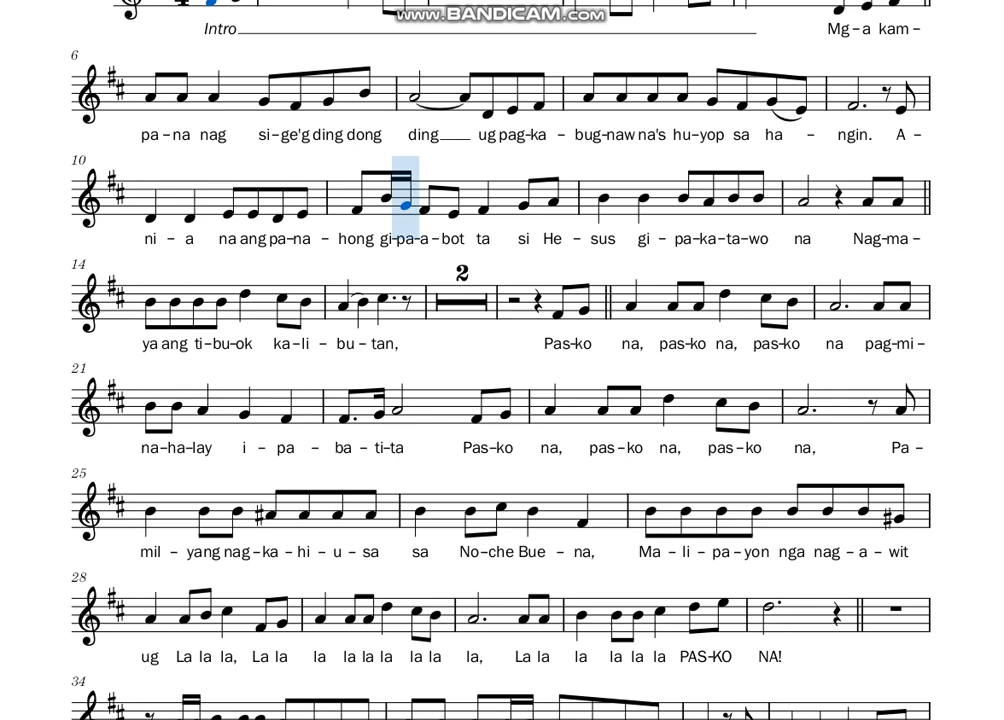 www.BANDICAM.com
Intro Mg-a kam-
6
pa-na nag si-ge'g ding dong ding ug pag-ka-bug-naw na's hu-yop sa ha-ngin. A-
10
ni-a na ang pa-na-hong gi-pa-a-bot ta si He-sus gi-pa-ka-ta-wo na Nag-ma-
14
2
ya ang ti-bu-ok ka-li-bu-tan, Pas-ko na, pas-ko na, pas-ko na pag-mi-
21
na-ha-lay i-pa-ba-ti-ta Pas-ko na, pas-ko na, pas-ko na, Pa-
25
mil-yang nag-ka-hi-u-sa sa No-che Bue-na, Ma-li-pa-yon nga nag-a-wit
28
ug La la la, La la la la la la la la la, La la la la la la PAS-KO NA!
34